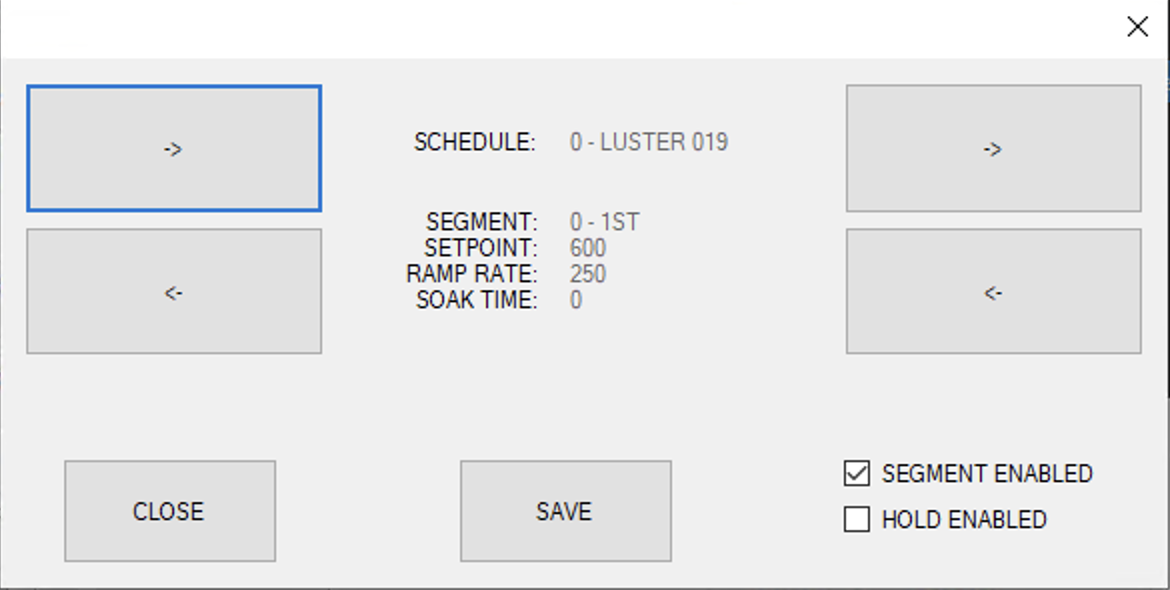 ->
<-
SCHEDULE: 0 - LUSTER 019
SEGMENT: 0 - 1ST
SETPOINT: 600
RAMP RATE: 250
SOAK TIME: 0
->
<-
CLOSE
SAVE
SEGMENT ENABLED
HOLD ENABLED